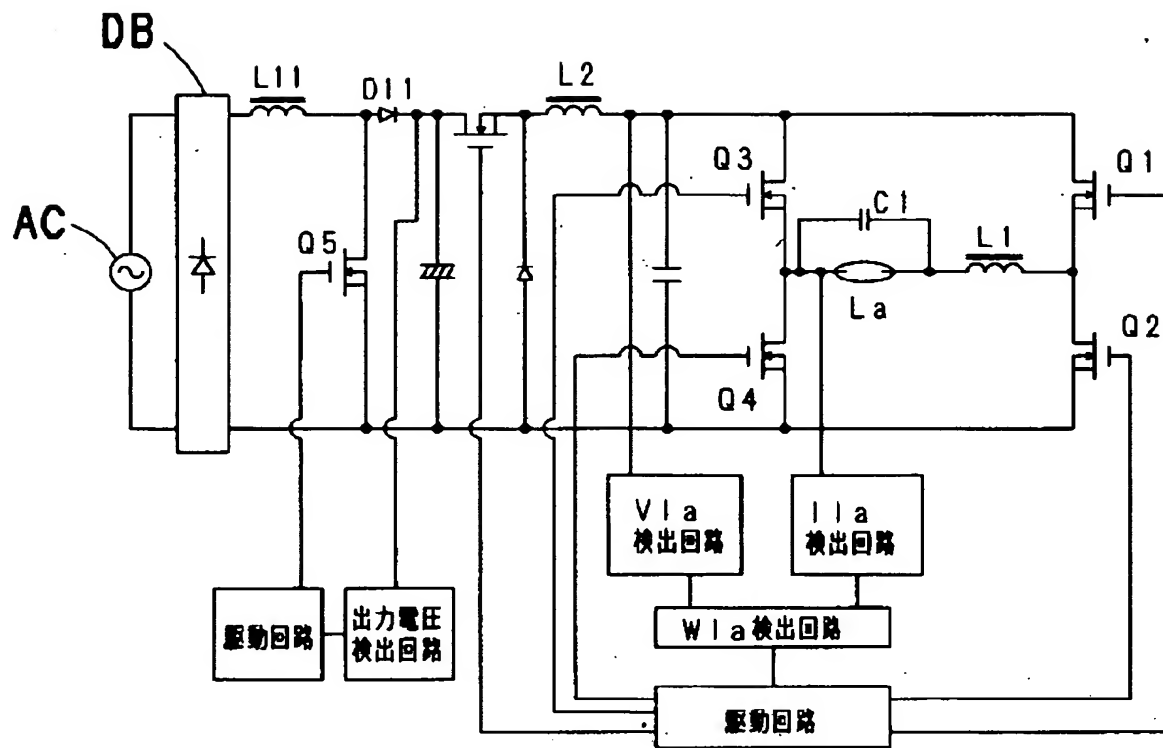 DB
L11
D11
L2
Q3
Q1
C1
L1
AC
Q5
La
Q2
Q4
Vla
検出回路
Ila
検出回路
駆動回路
出力電圧
検出回路
Wla検出回路
駆動回路